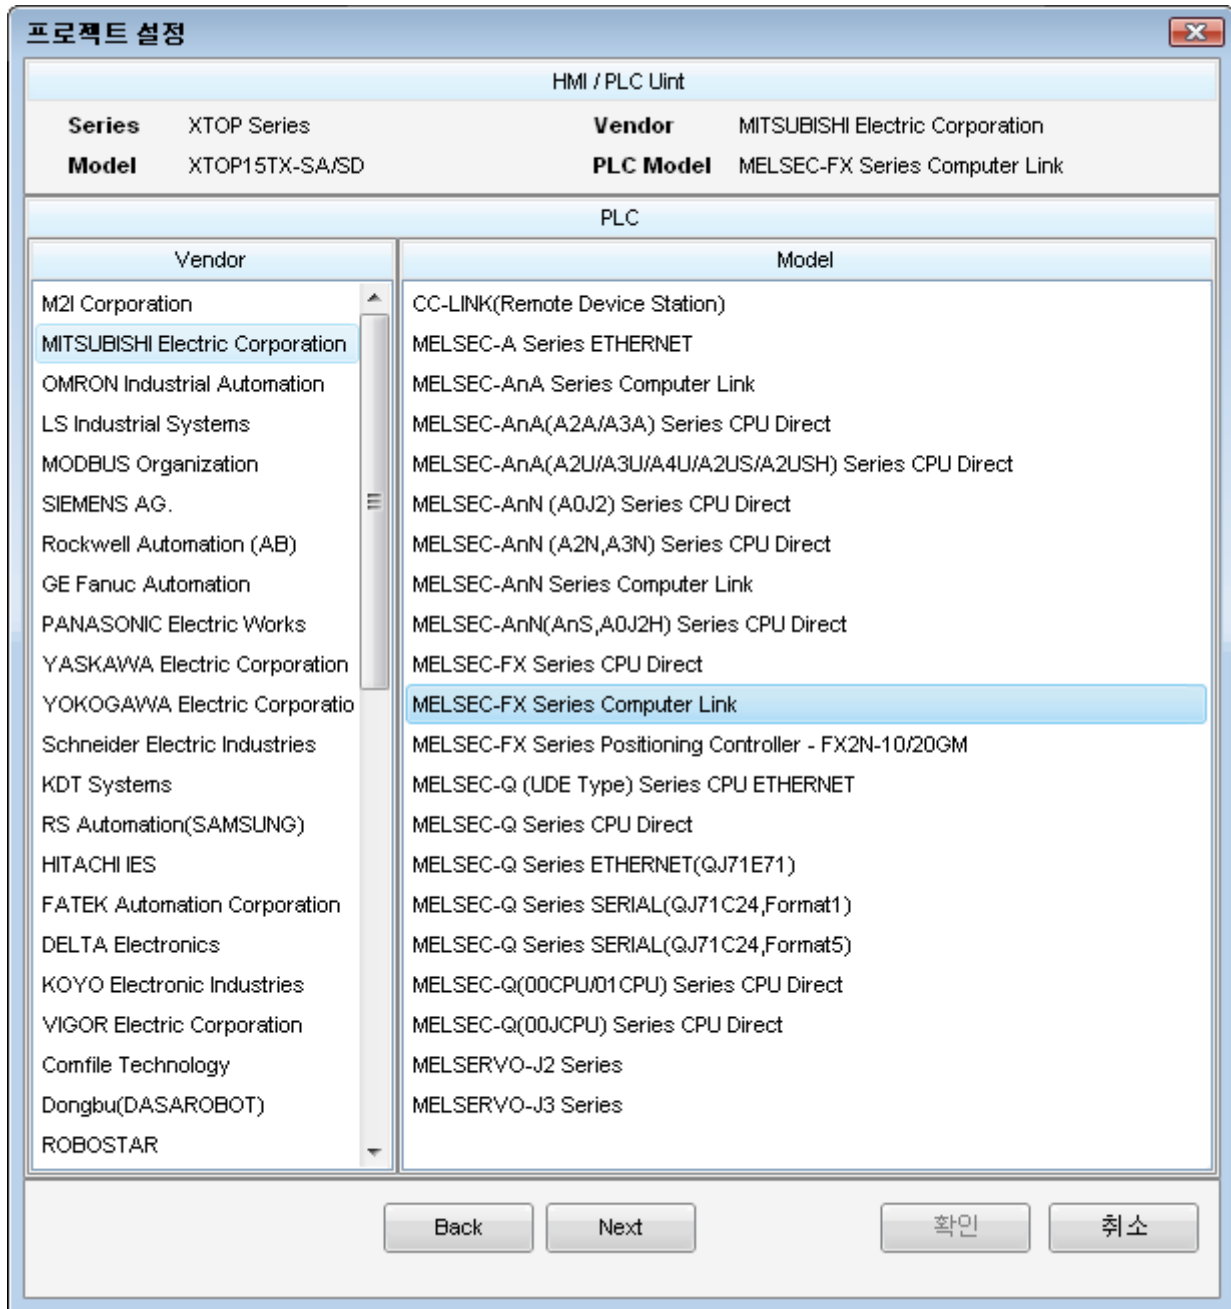 프로젝트 설정
HMI / PLC Uint
Series XTOP Series Vendor MITSUBISHI Electric Corporation
Model XTOP15TX-SA/SD PLC Model MELSEC-FX Series Computer Link
PLC
Vendor
M2I Corporation
MITSUBISHI Electric Corporation
OMRON Industrial Automation
LS Industrial Systems
MODBUS Organization
SIEMENS AG.
Rockwell Automation (AB)
GE Fanuc Automation
PANASONIC Electric Works
YASKAWA Electric Corporation
YOKOGAWA Electric Corporatio
Schneider Electric Industries
KDT Systems
RS Automation(SAMSUNG)
HITACHI IES
FATEK Automation Corporation
DELTA Electronics
KOYO Electronic Industries
VIGOR Electric Corporation
Comfile Technology
Dongbu(DASAROBOT)
ROBOSTAR
Model
CC-LINK(Remote Device Station)
MELSEC-A Series ETHERNET
MELSEC-AnA Series Computer Link
MELSEC-AnA(A2A/A3A) Series CPU Direct
MELSEC-AnA(A2U/A3U/A4U/A2US/A2USH) Series CPU Direct
MELSEC-AnN (A0J2) Series CPU Direct
MELSEC-AnN (A2N,A3N) Series CPU Direct
MELSEC-AnN Series Computer Link
MELSEC-AnN(AnS,A0J2H) Series CPU Direct
MELSEC-FX Series CPU Direct
MELSEC-FX Series Computer Link
MELSEC-FX Series Positioning Controller - FX2N-10/20GM
MELSEC-Q (UDE Type) Series CPU ETHERNET
MELSEC-Q Series CPU Direct
MELSEC-Q Series ETHERNET(QJ71E71)
MELSEC-Q Series SERIAL(QJ71C24,Format1)
MELSEC-Q Series SERIAL(QJ71C24,Format5)
MELSEC-Q(00CPU/01CPU) Series CPU Direct
MELSEC-Q(00JCPU) Series CPU Direct
MELSERVO-J2 Series
MELSERVO-J3 Series
Back Next 확인 취소